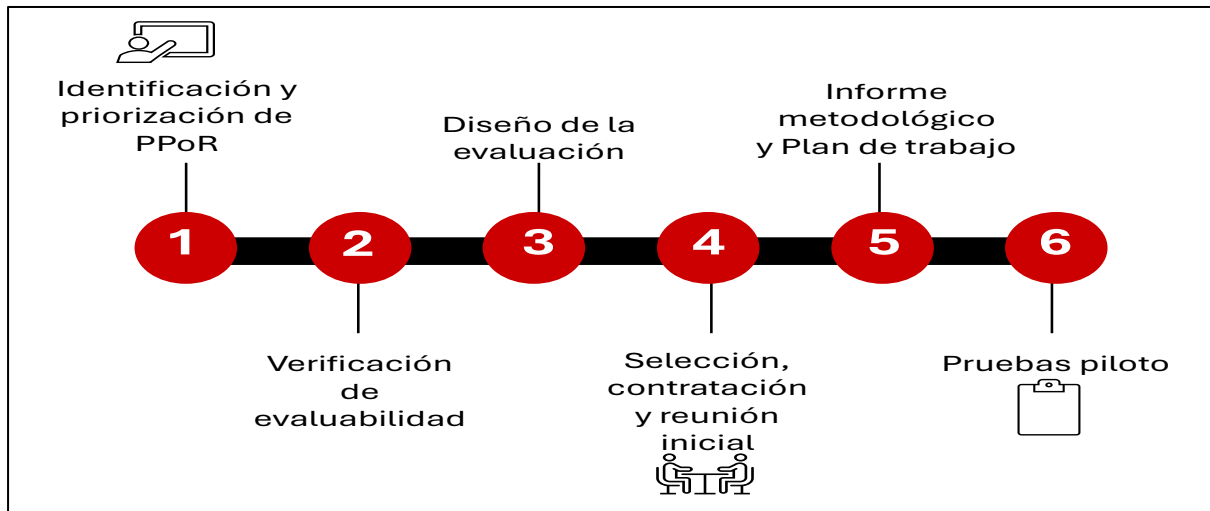 Identificación y
priorización de
PPoR
1
Verificación
de
evaluabilidad
2
Diseño de la
evaluación
3
Selección,
contratación
y reunión
inicial
4
Informe
metodológico
y Plan de trabajo
5
Pruebas piloto
6